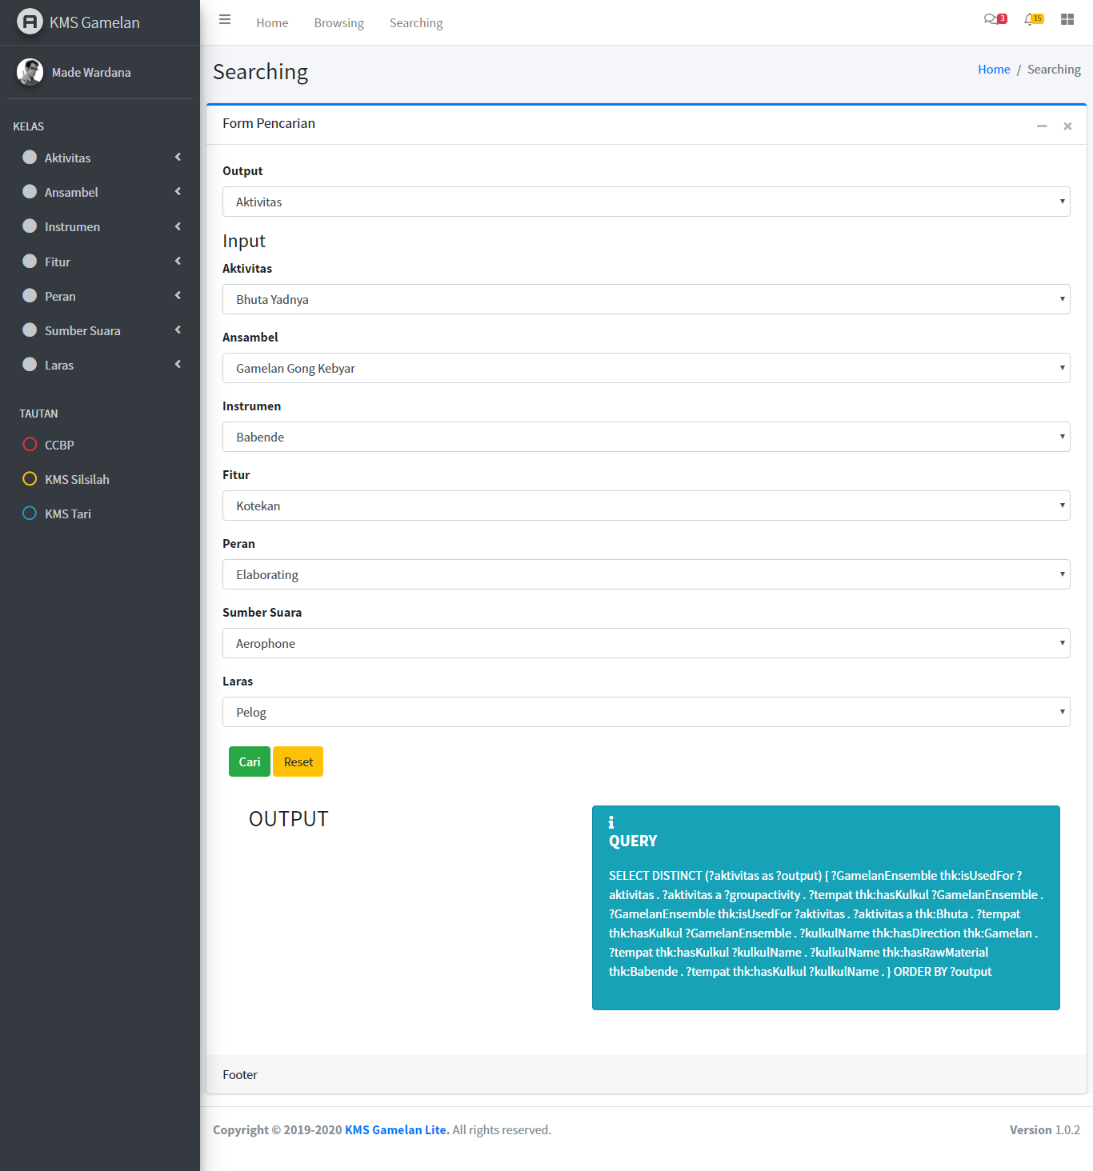 KMS Gamelan
Made Wardana
KELAS
Aktivitas
Ansambel
Instrumen
Fitur
Peran
Sumber Suara
Laras
TAUTAN
CCBP
KMS Silsilah
KMS Tari
Home Browsing Searching
3 15
Searching
Home / Searching
Form Pencarian
Output
Aktivitas
Input
Aktivitas
Bhuta Yadnya
Ansambel
Gamelan Gong Kebyar
Instrumen
Babende
Fitur
Kotekan
Peran
Elaborating
Sumber Suara
Aerophone
Laras
Pelog
Cari Reset
OUTPUT
QUERY
SELECT DISTINCT (?aktivitas as ?output) { ?GamelanEnsemble thk:isUsedFor ?
aktivitas . ?aktivitas a ?groupactivity . ?tempat thk:hasKulkul ?GamelanEnsemble .
?GamelanEnsemble thk:isUsedFor ?aktivitas . ?aktivitas a thk:Bhuta . ?tempat
thk:hasKulkul ?GamelanEnsemble . ?kulkulName thk:hasDirection thk:Gamelan .
?tempat thk:hasKulkul ?kulkulName . ?kulkulName thk:hasRawMaterial
thk:Babende . ?tempat thk:hasKulkul ?kulkulName . } ORDER BY ?output
Footer
Copyright © 2019-2020 KMS Gamelan Lite. All rights reserved.
Version 1.0.2